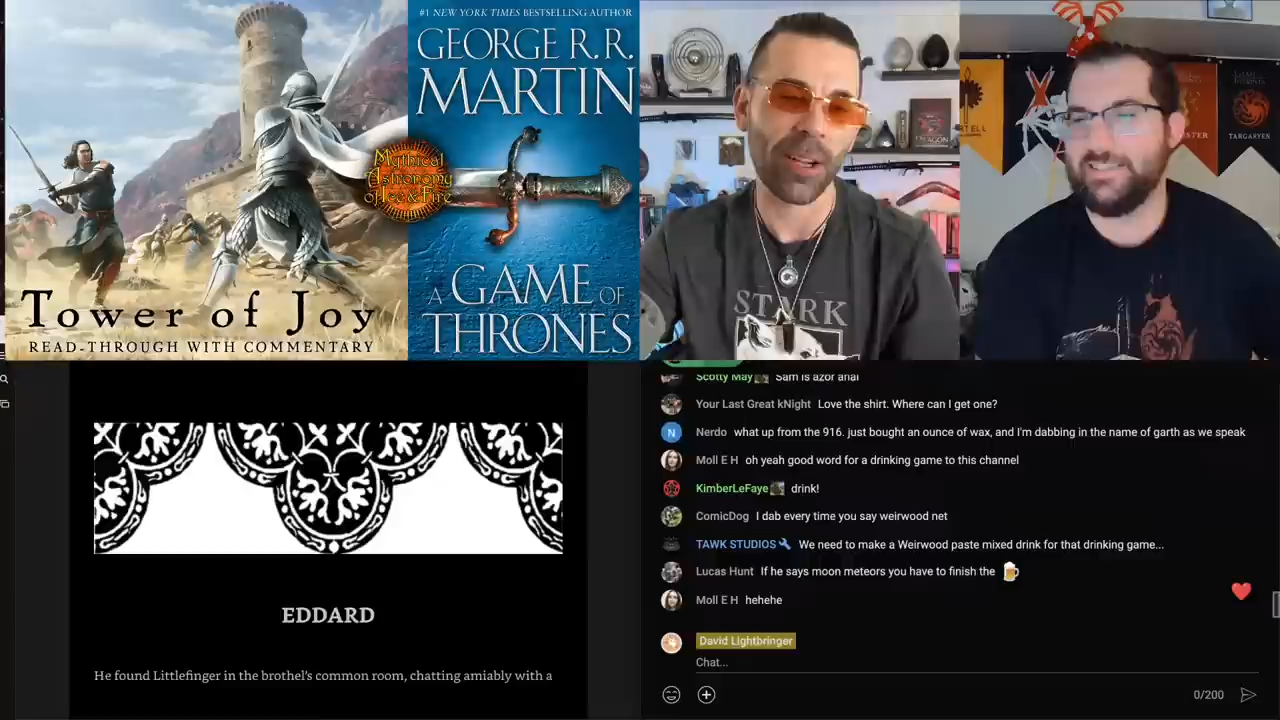 Tower of Joy
READ-THROUGH WITH COMMENTARY
Mythical
Astronomy
of Ice & Fire
#1 NEW YORK TIMES BESTSELLING AUTHOR
GEORGE R.R.
MARTIN
A GAME OF
THRONES
STARK
DRAGON
TARGARYEN
EDDARD
He found Littlefinger in the brothel's common room, chatting amiably with a
Scotty May Sam is azor ahai
Your Last Great kNight Love the shirt. Where can I get one?
N Nerdo what up from the 916. just bought an ounce of wax, and I'm dabbing in the name of garth as we speak
Moll E H oh yeah good word for a drinking game to this channel
KimberLeFaye drink!
ComicDog I dab every time you say weirwood net
TAWK STUDIOS We need to make a Weirwood paste mixed drink for that drinking game...
Lucas Hunt If he says moon meteors you have to finish the
Moll E H hehehe
David Lightbringer
Chat...
0/200